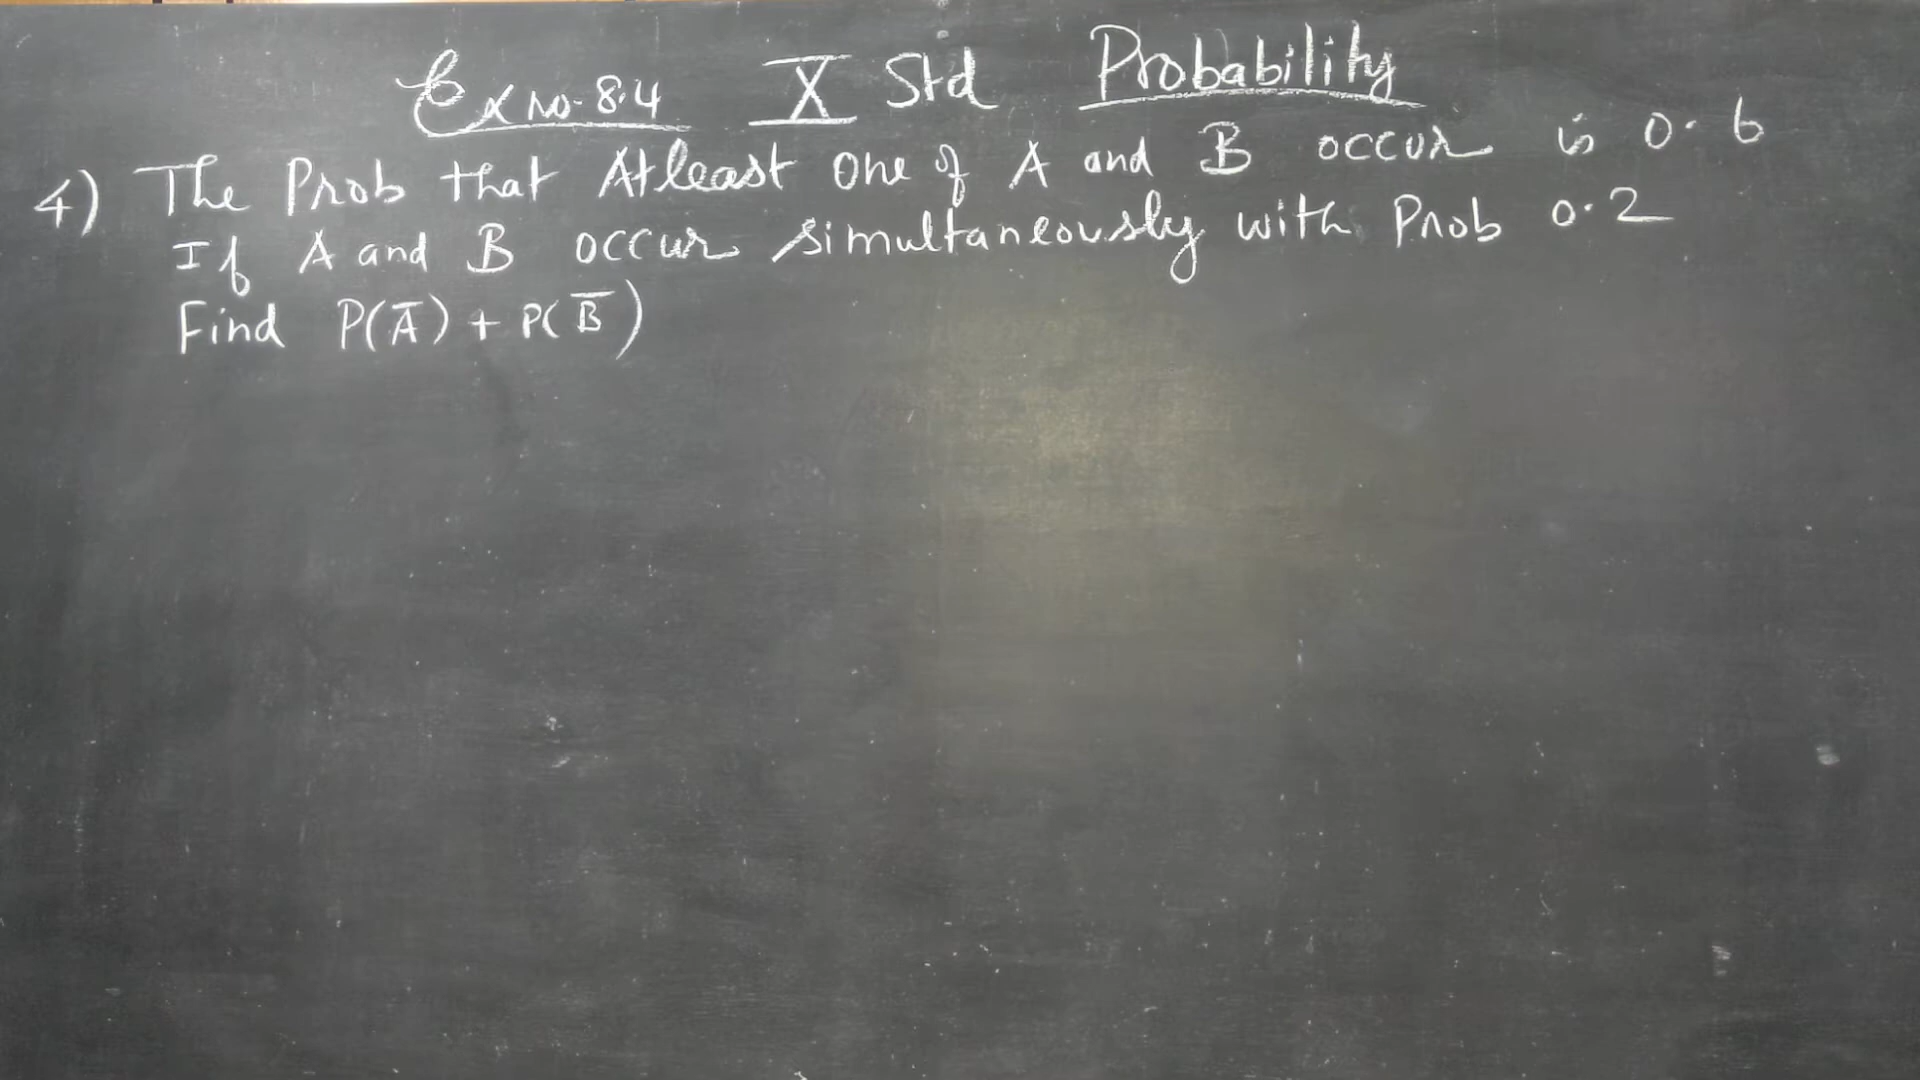 Ex no. 8.4 X Std Probability
4) The Prob that Atleast one of A and B occur is 0.6
If A and B occur simultaneously with Prob 0.2
Find P(A̅) + P(B̅)